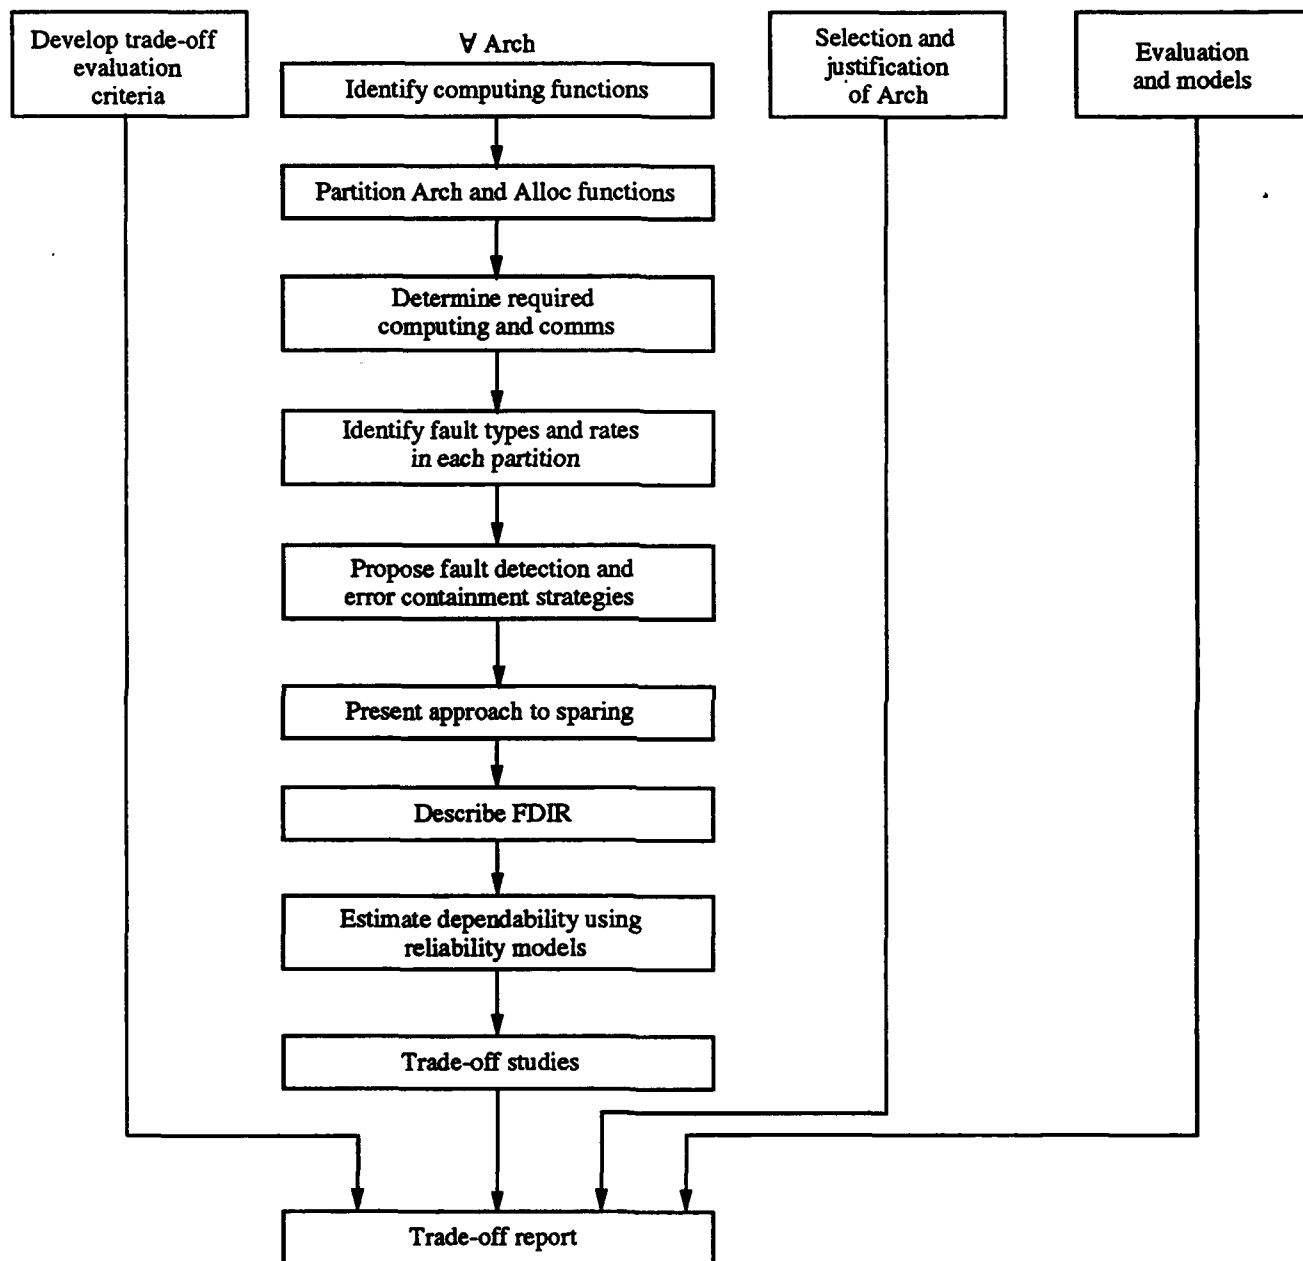 Develop trade-off
evaluation
criteria
∀ Arch
Identify computing functions
Selection and
justification
of Arch
Evaluation
and models
Partition Arch and Alloc functions
Determine required
computing and comms
Identify fault types and rates
in each partition
Propose fault detection and
error containment strategies
Present approach to sparing
Describe FDIR
Estimate dependability using
reliability models
Trade-off studies
Trade-off report